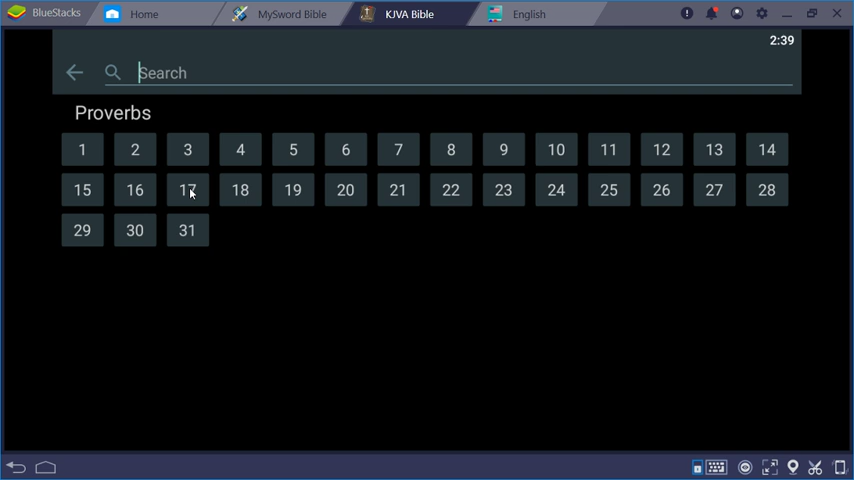 BlueStacks Home MySword Bible KJVA Bible English
2:39
Search
Proverbs
1 2 3 4 5 6 7 8 9 10 11 12 13 14
15 16 17 18 19 20 21 22 23 24 25 26 27 28
29 30 31